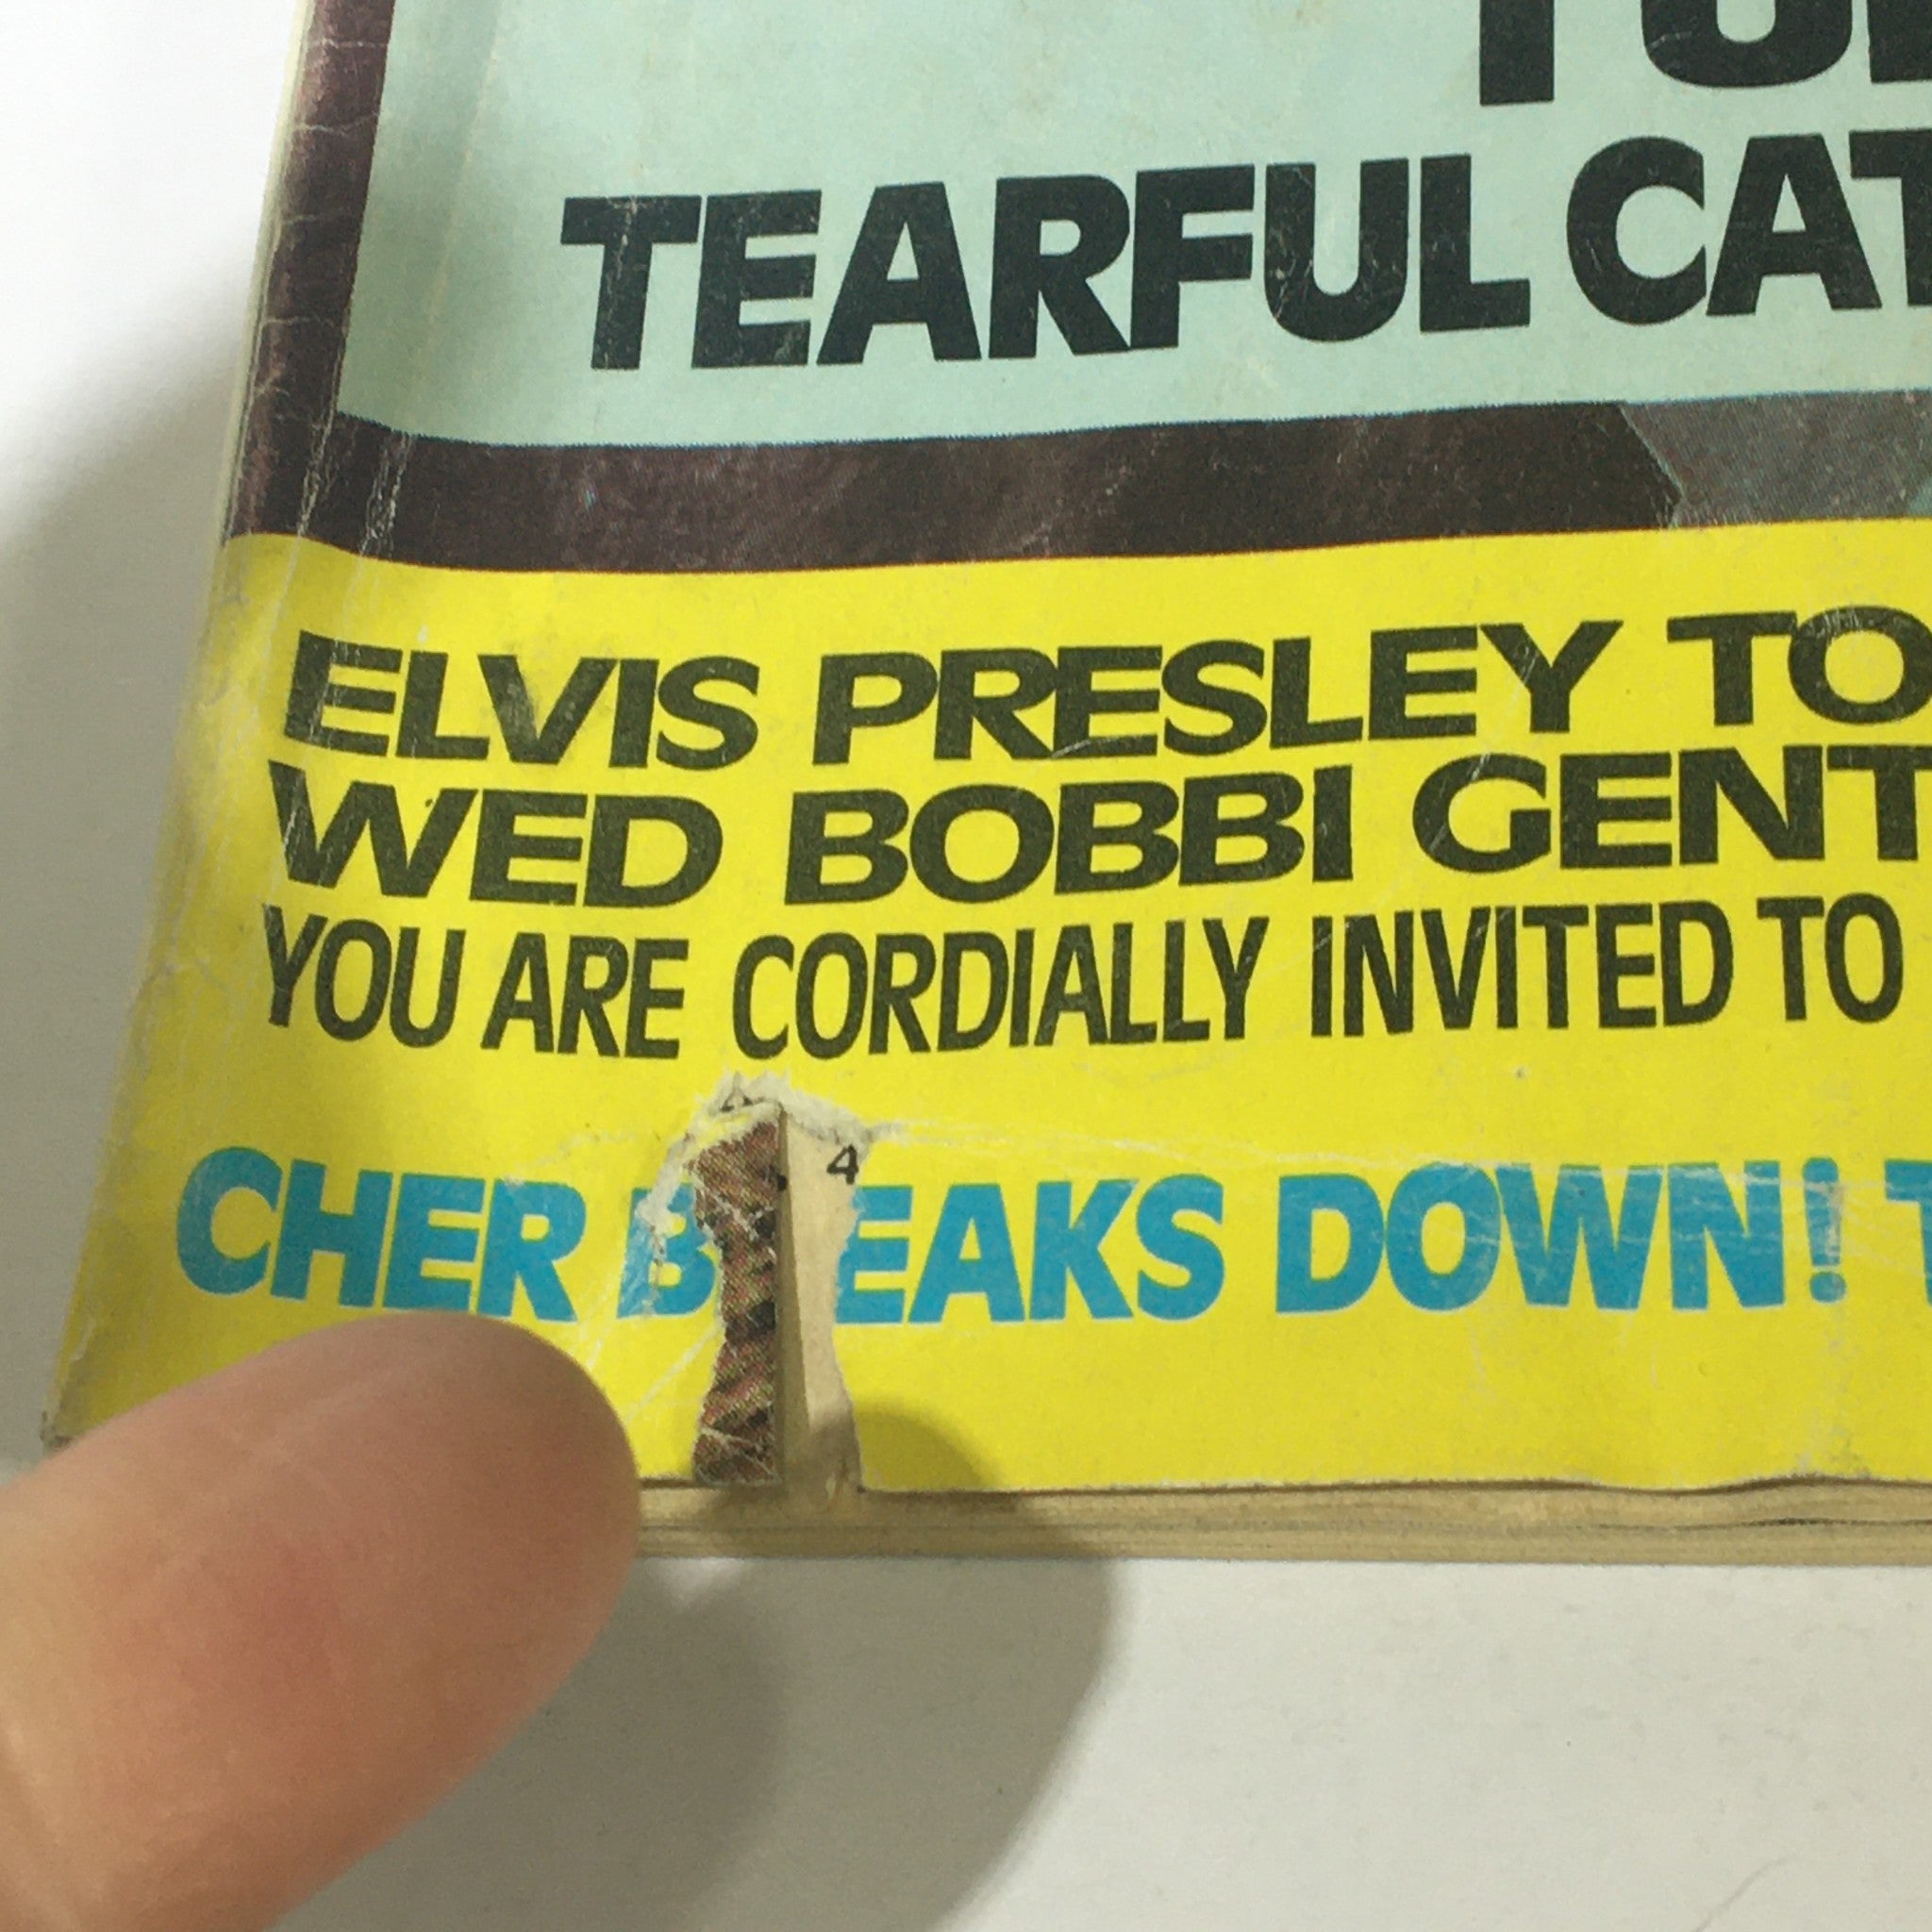 TEARFUL CAT
ELVIS PRESLEY TO
WED BOBBI GENT
YOU ARE CORDIALLY INVITED TO
4
CHER B EAKS DOWN! T